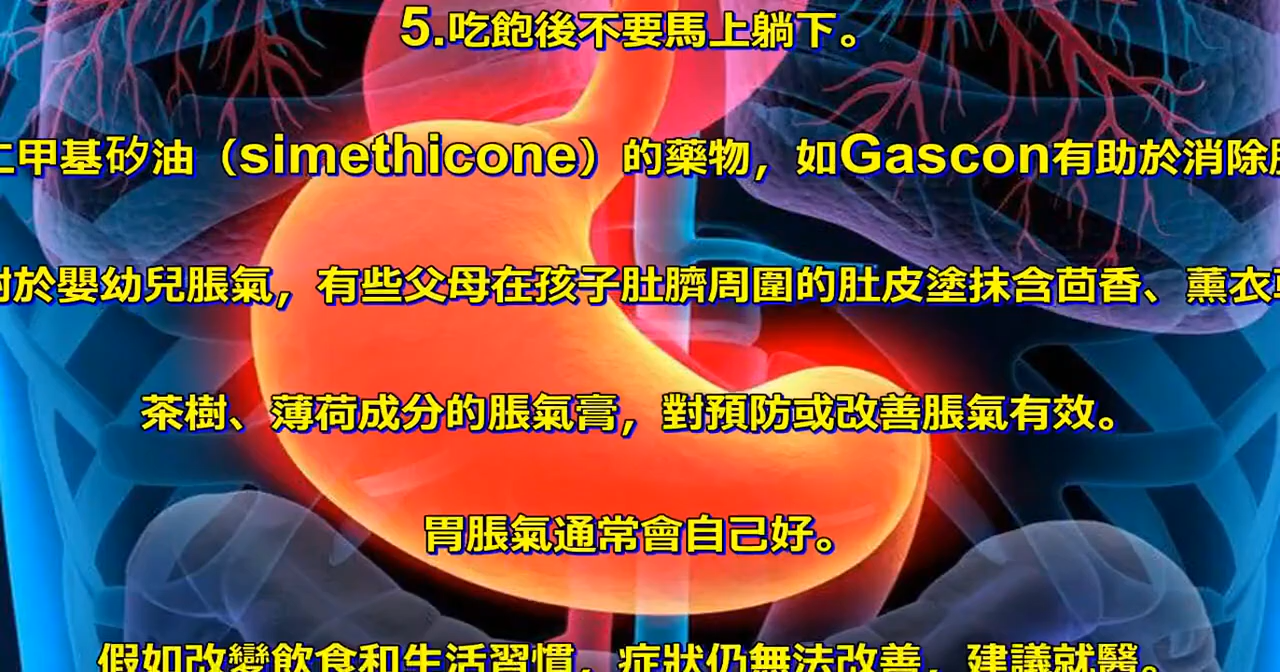 5.吃飽後不要馬上躺下。
二甲基矽油（simethicone）的藥物，如Gascon有助於消除
對於嬰幼兒脹氣，有些父母在孩子肚臍周圍的肚皮塗抹含茴香、薰衣草
茶樹、薄荷成分的脹氣膏，對預防或改善脹氣有效。
胃脹氣通常會自己好。
假如改變飲食和生活習慣，症狀仍無法改善，建議就醫。